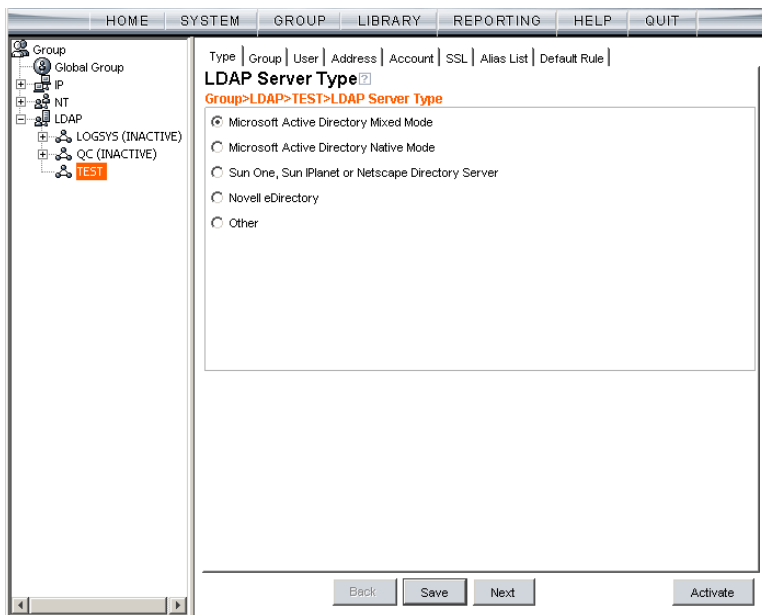 HOME SYSTEM GROUP LIBRARY REPORTING HELP QUIT
Group
Global Group
IP
NT
LDAP
LOGSYS (INACTIVE)
QC (INACTIVE)
TEST
Type Group User Address Account SSL Alias List Default Rule
LDAP Server Type ?
Group>LDAP>TEST>LDAP Server Type
Microsoft Active Directory Mixed Mode
Microsoft Active Directory Native Mode
Sun One, Sun IPlanet or Netscape Directory Server
Novell eDirectory
Other
Back Save Next Activate